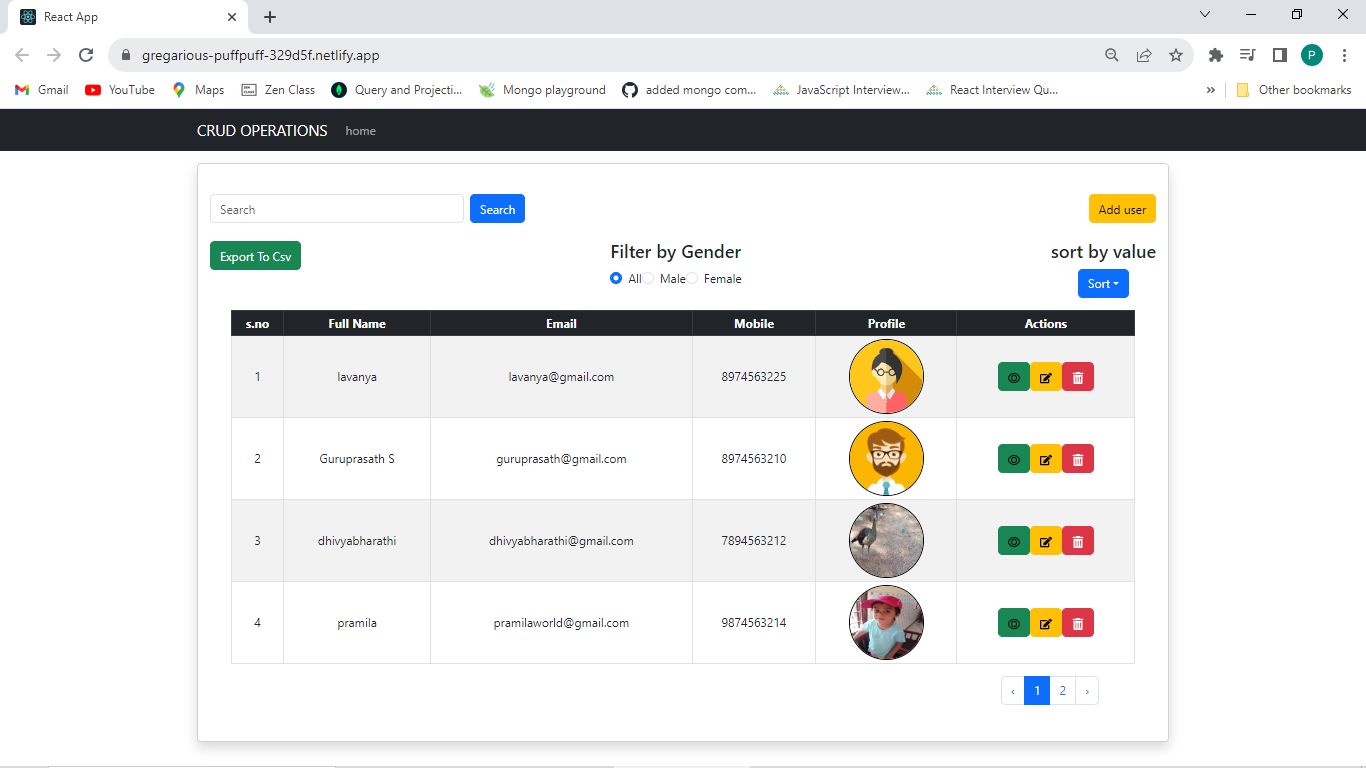 React App
gregarious-puffpuff-329d5f.netlify.app
P
Gmail YouTube Maps Zen Class Query and Projecti... Mongo playground added mongo com... JavaScript Interview... React Interview Qu... » Other bookmarks
CRUD OPERATIONS home
Search Search Add user
Export To Csv Filter by Gender sort by value
All Male Female Sort
s.no Full Name Email Mobile Profile Actions
1 lavanya lavanya@gmail.com 8974563225
2 Guruprasath S guruprasath@gmail.com 8974563210
3 dhivyabharathi dhivyabharathi@gmail.com 7894563212
4 pramila pramilaworld@gmail.com 9874563214
‹ 1 2 ›